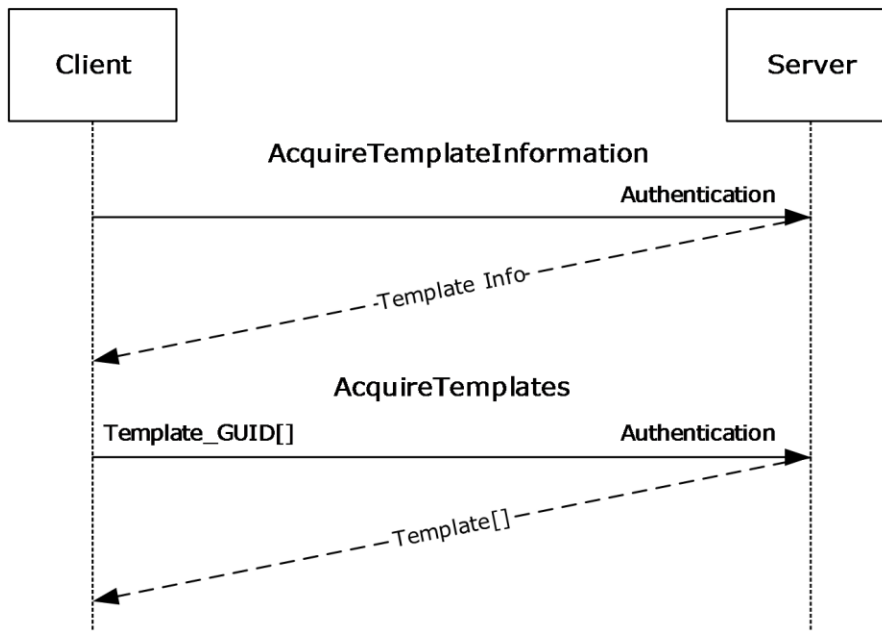 Client
Server
AcquireTemplateInformation
Authentication
Template Info
AcquireTemplates
Template_GUID[]
Authentication
Template[]